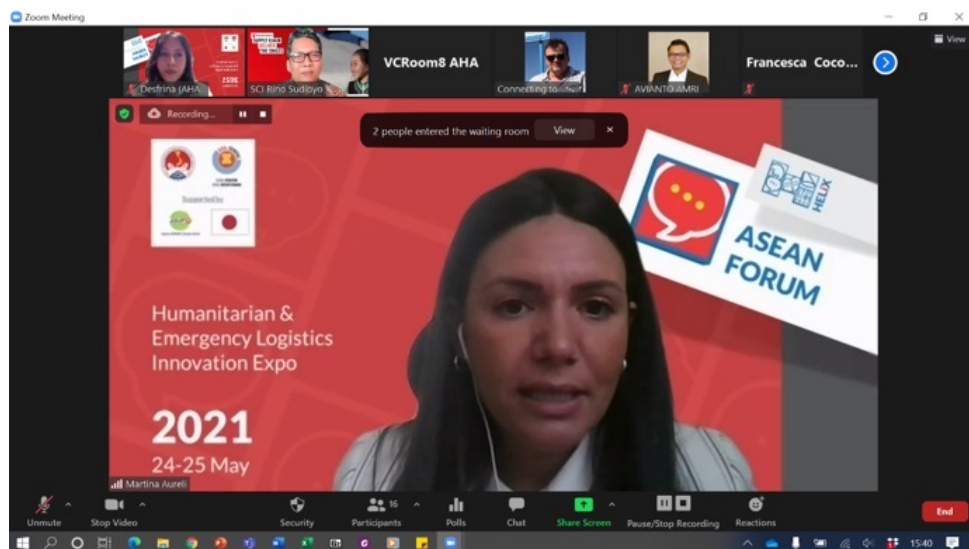 Zoom Meeting
View
Desfrina (AHA...
SCI Rino Sudibyo
VCRoom8 AHA
Connecting to
AVIANTO AMRI
Francesca Coco...
Recording...
2 people entered the waiting room View
Supported by
HELIX
ASEAN
FORUM
Humanitarian &
Emergency Logistics
Innovation Expo
2021
24-25 May
Martina Aureli
Unmute
Stop Video
Security
16
Participants
Polls
Chat
Share Screen
Pause/Stop Recording
Reactions
End
15:40